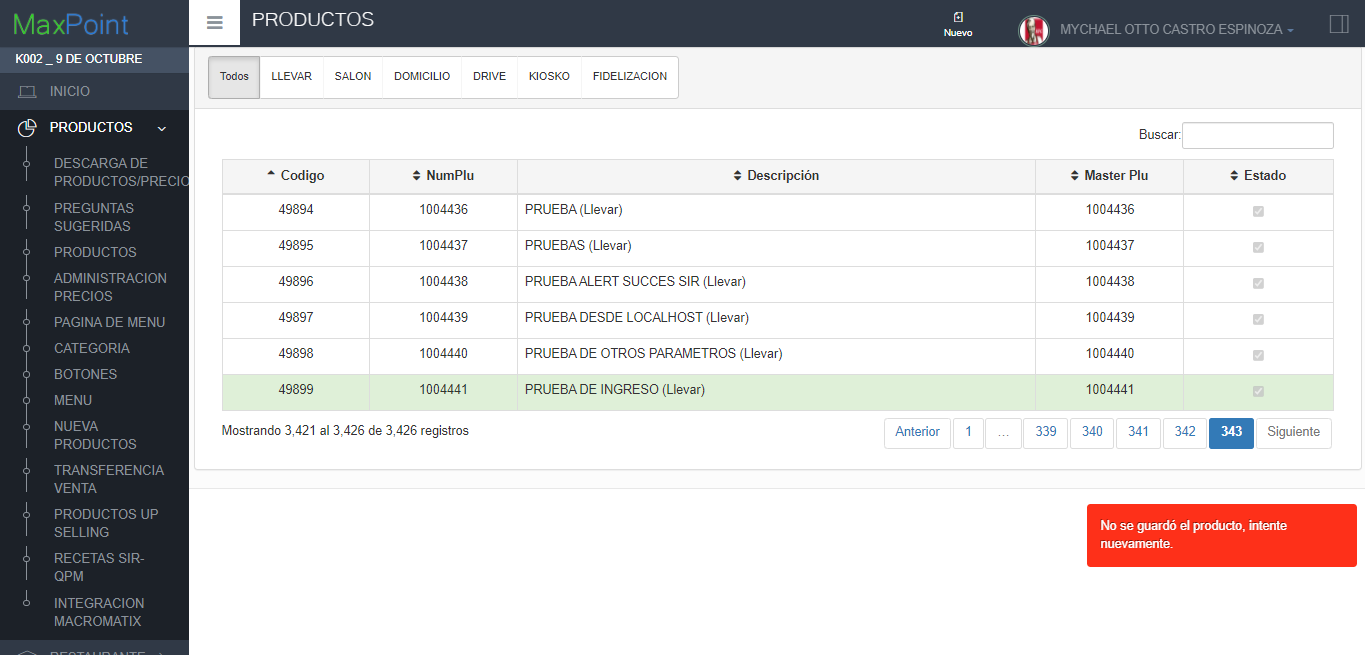 MaxPoint
PRODUCTOS
Nuevo
MYCHAEL OTTO CASTRO ESPINOZA
K002 _ 9 DE OCTUBRE
INICIO
PRODUCTOS
DESCARGA DE
PRODUCTOS/PRECIO
PREGUNTAS
SUGERIDAS
PRODUCTOS
ADMINISTRACION
PRECIOS
PAGINA DE MENU
CATEGORIA
BOTONES
MENU
NUEVA
PRODUCTOS
TRANSFERENCIA
VENTA
PRODUCTOS UP
SELLING
RECETAS SIR-
QPM
INTEGRACION
MACROMATIX
RESTAURANTE
Todos LLEVAR SALON DOMICILIO DRIVE KIOSKO FIDELIZACION
Buscar:
Codigo NumPlu Descripción Master Plu Estado
49894 1004436 PRUEBA (Llevar) 1004436
49895 1004437 PRUEBAS (Llevar) 1004437
49896 1004438 PRUEBA ALERT SUCCES SIR (Llevar) 1004438
49897 1004439 PRUEBA DESDE LOCALHOST (Llevar) 1004439
49898 1004440 PRUEBA DE OTROS PARAMETROS (Llevar) 1004440
49899 1004441 PRUEBA DE INGRESO (Llevar) 1004441
Mostrando 3,421 al 3,426 de 3,426 registros
Anterior 1 … 339 340 341 342 343 Siguiente
No se guardó el producto, intente
nuevamente.